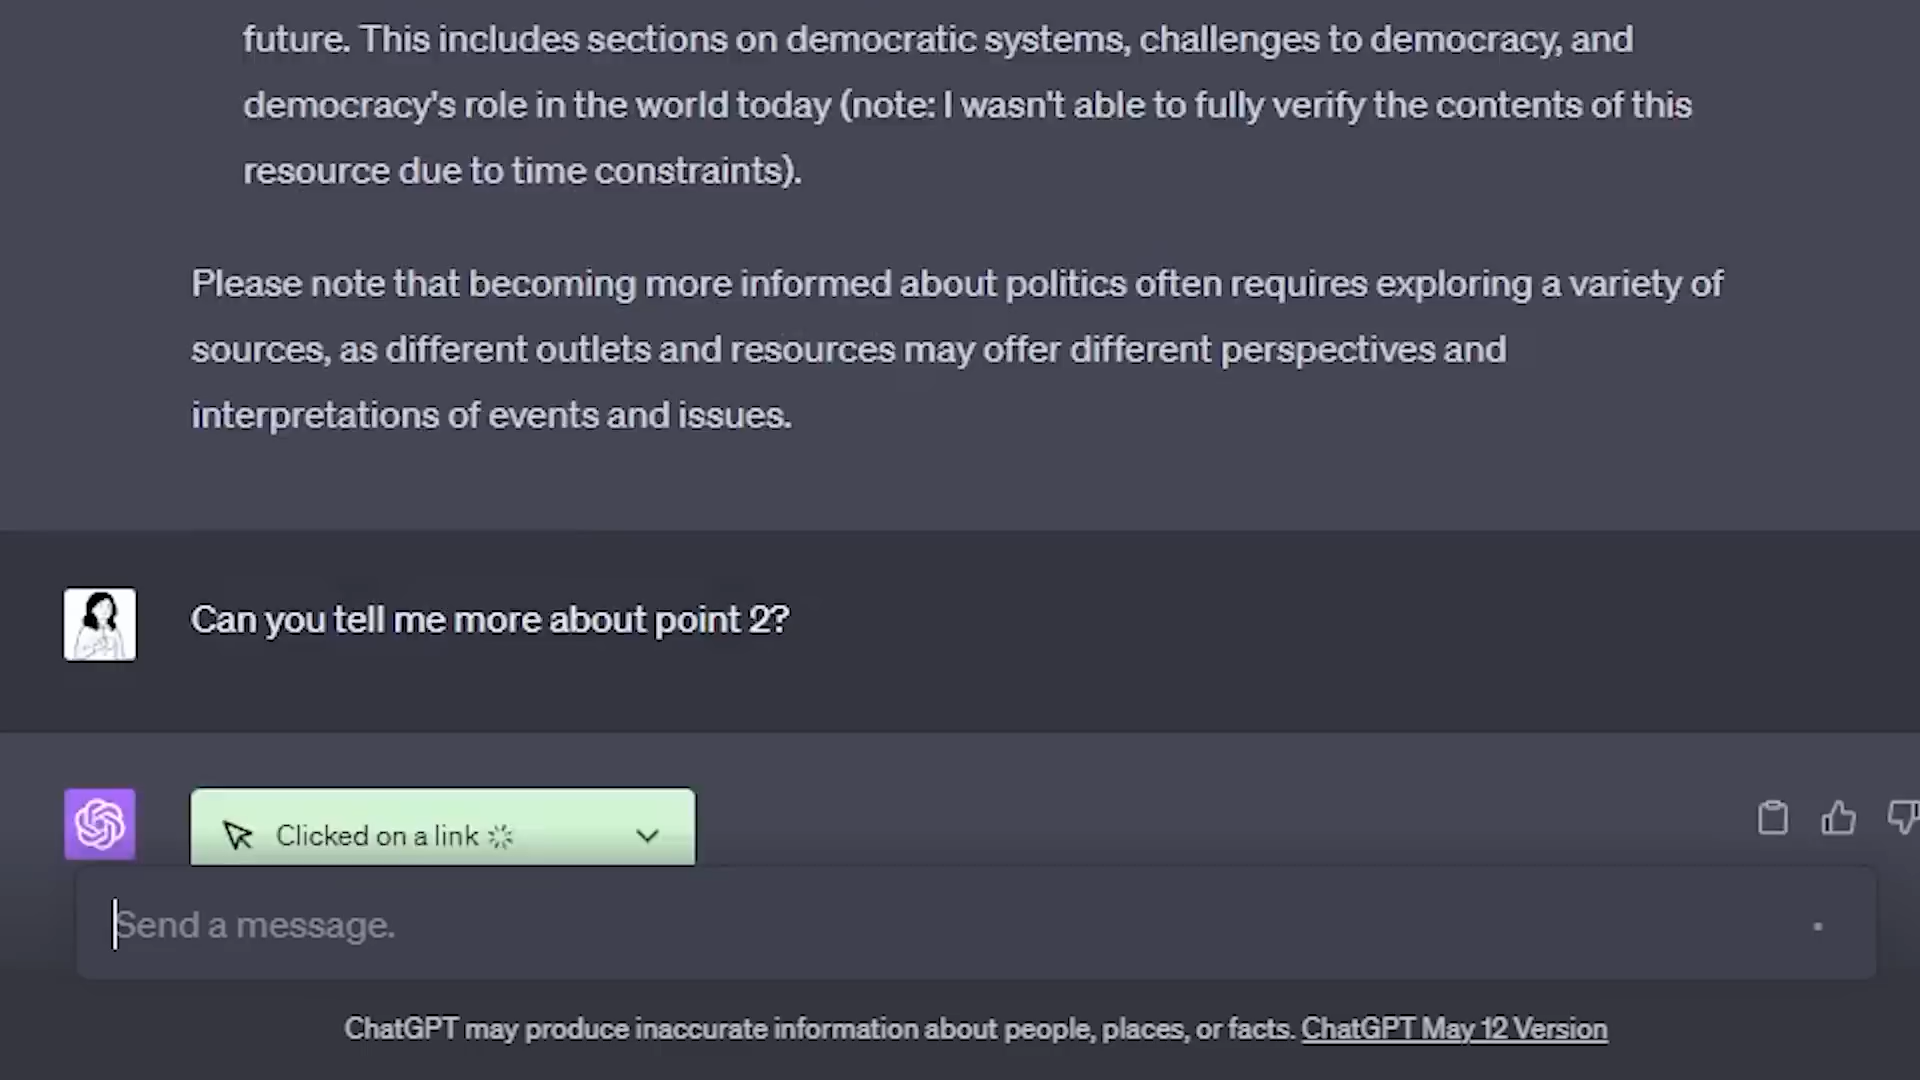 future. This includes sections on democratic systems, challenges to democracy, and
democracy's role in the world today (note: I wasn't able to fully verify the contents of this
resource due to time constraints).
Please note that becoming more informed about politics often requires exploring a variety of
sources, as different outlets and resources may offer different perspectives and
interpretations of events and issues.
Can you tell me more about point 2?
Clicked on a link
Send a message.
ChatGPT may produce inaccurate information about people, places, or facts. ChatGPT May 12 Version